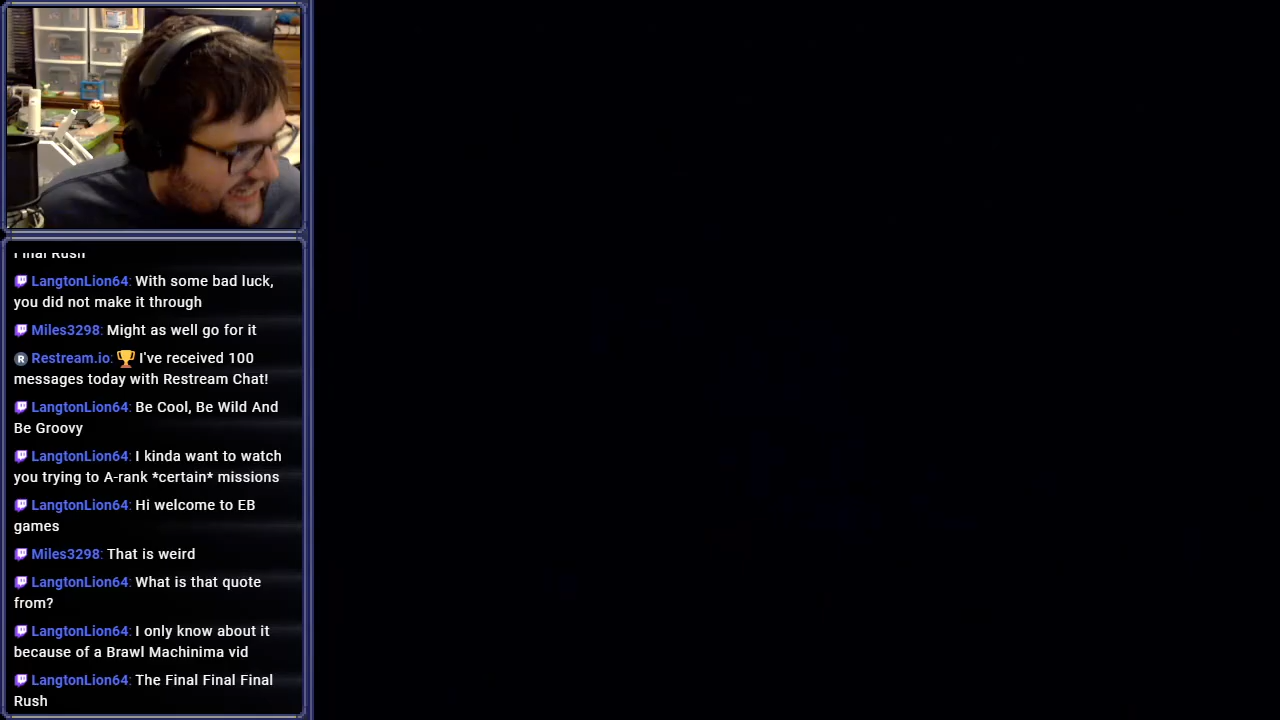 Final Rush
LangtonLion64: With some bad luck,
you did not make it through
Miles3298: Might as well go for it
Restream.io: 🏆 I've received 100
messages today with Restream Chat!
LangtonLion64: Be Cool, Be Wild And
Be Groovy
LangtonLion64: I kinda want to watch
you trying to A-rank *certain* missions
LangtonLion64: Hi welcome to EB
games
Miles3298: That is weird
LangtonLion64: What is that quote
from?
LangtonLion64: I only know about it
because of a Brawl Machinima vid
LangtonLion64: The Final Final Final
Rush